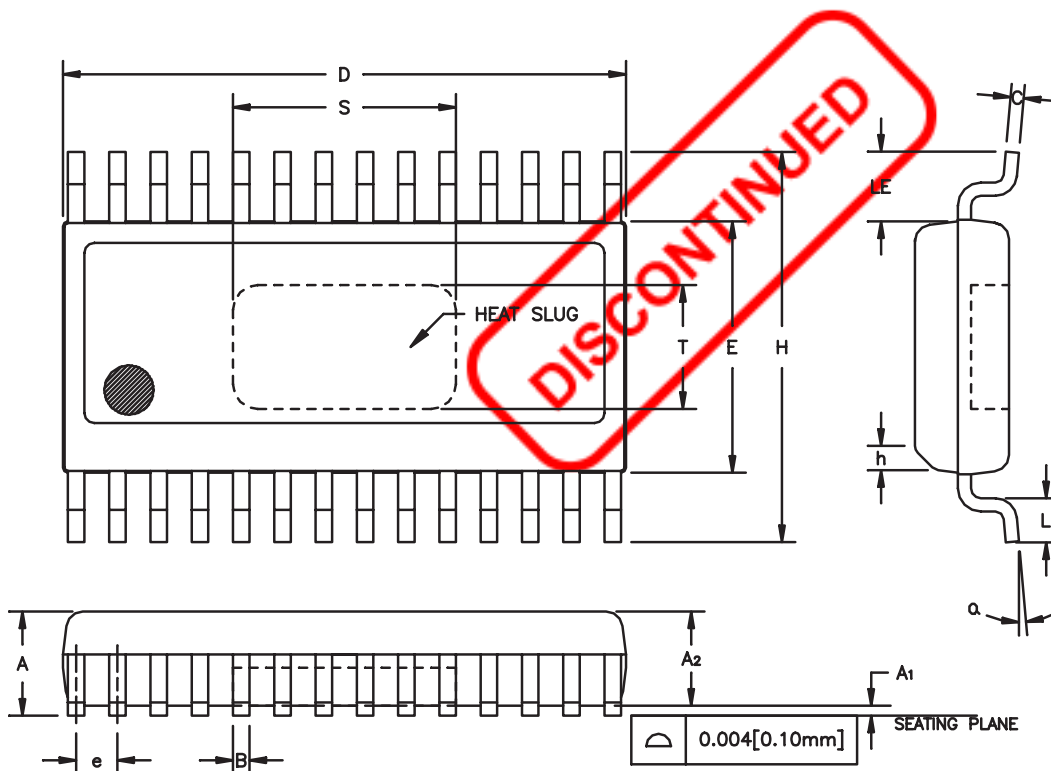 D
S
C
LE
HEAT SLUG
T
E
H
DISCONTINUED
h
L
α
A
A2
A1
SEATING PLANE
0.004[0.10mm]
e
B